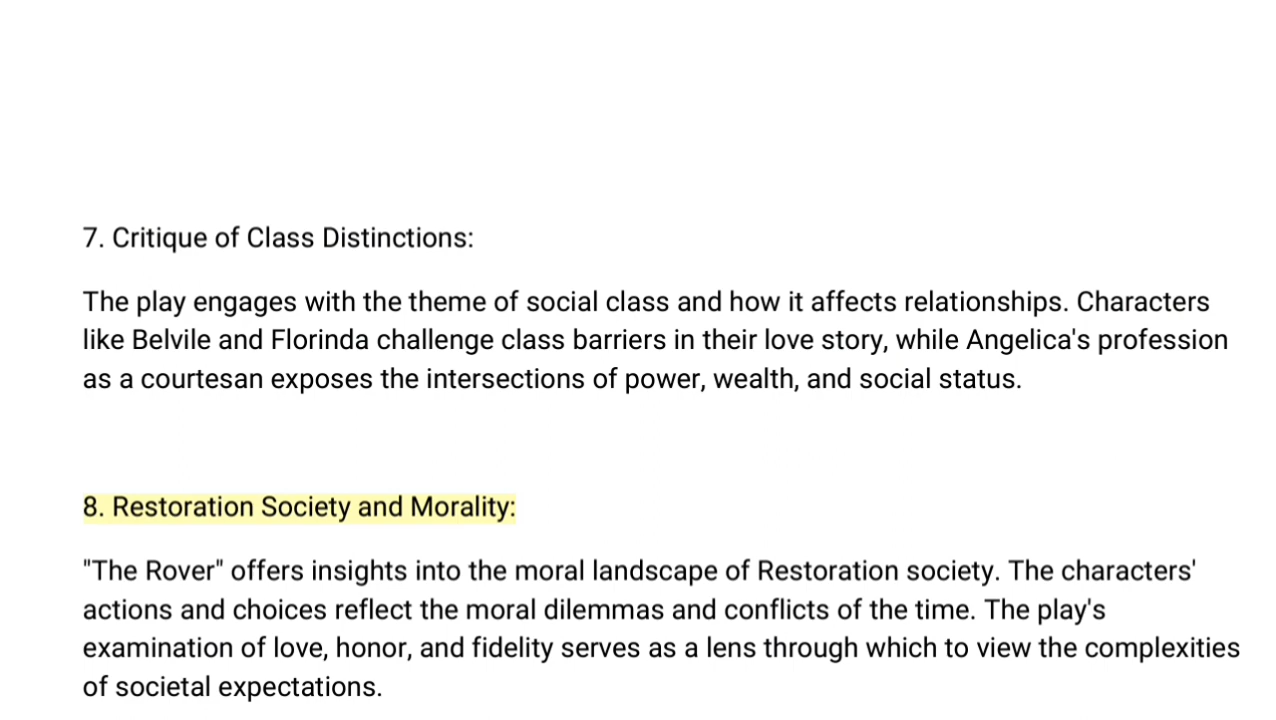 7. Critique of Class Distinctions:
The play engages with the theme of social class and how it affects relationships. Characters
like Belvile and Florinda challenge class barriers in their love story, while Angelica's profession
as a courtesan exposes the intersections of power, wealth, and social status.
8. Restoration Society and Morality:
"The Rover" offers insights into the moral landscape of Restoration society. The characters'
actions and choices reflect the moral dilemmas and conflicts of the time. The play's
examination of love, honor, and fidelity serves as a lens through which to view the complexities
of societal expectations.